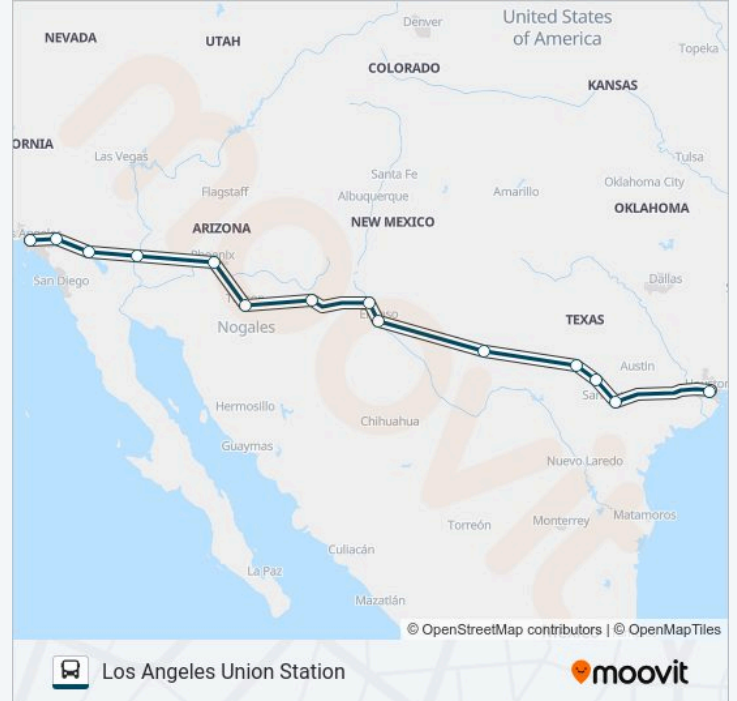 United States
of America
Denver
NEVADA
UTAH
Topeka
COLORADO
KANSAS
ORNIA
Las Vegas
Tulsa
Santa Fe
Oklahoma City
Flagstaff
Albuquerque
Amarillo
OKLAHOMA
ARIZONA
NEW MEXICO
Phoenix
San Diego
Dallas
Nogales
TEXAS
Austin
Hermosillo
Chihuahua
Guaymas
Nuevo Laredo
Torreón
Monterrey
Matamoros
Culiacán
La Paz
Mazatlán
moovit
© OpenStreetMap contributors | © OpenMapTiles
Los Angeles Union Station
moovit